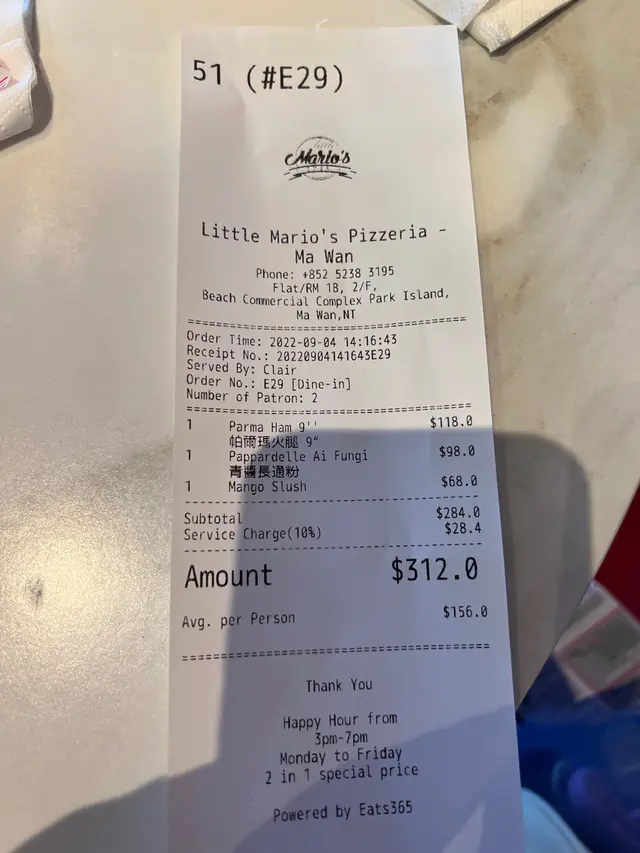 51 (#E29)
Mario's
Little Mario's Pizzeria -
Ma Wan
Phone: +852 5238 3195
Flat/RM 1B, 2/F,
Beach Commercial Complex Park Island,
Ma Wan,NT
Order Time: 2022-09-04 14:16:43
Receipt No.: 20220904141643E29
Served By: Clair
Order No.: E29 [Dine-in]
Number of Patron: 2
1 Parma Ham 9'' $118.0
帕爾瑪火腿 9"
1 Pappardelle Ai Fungi $98.0
青醬長通粉
1 Mango Slush $68.0
Subtotal $284.0
Service Charge(10%) $28.4
Amount $312.0
Avg. per Person $156.0
Thank You
Happy Hour from
3pm-7pm
Monday to Friday
2 in 1 special price
Powered by Eats365